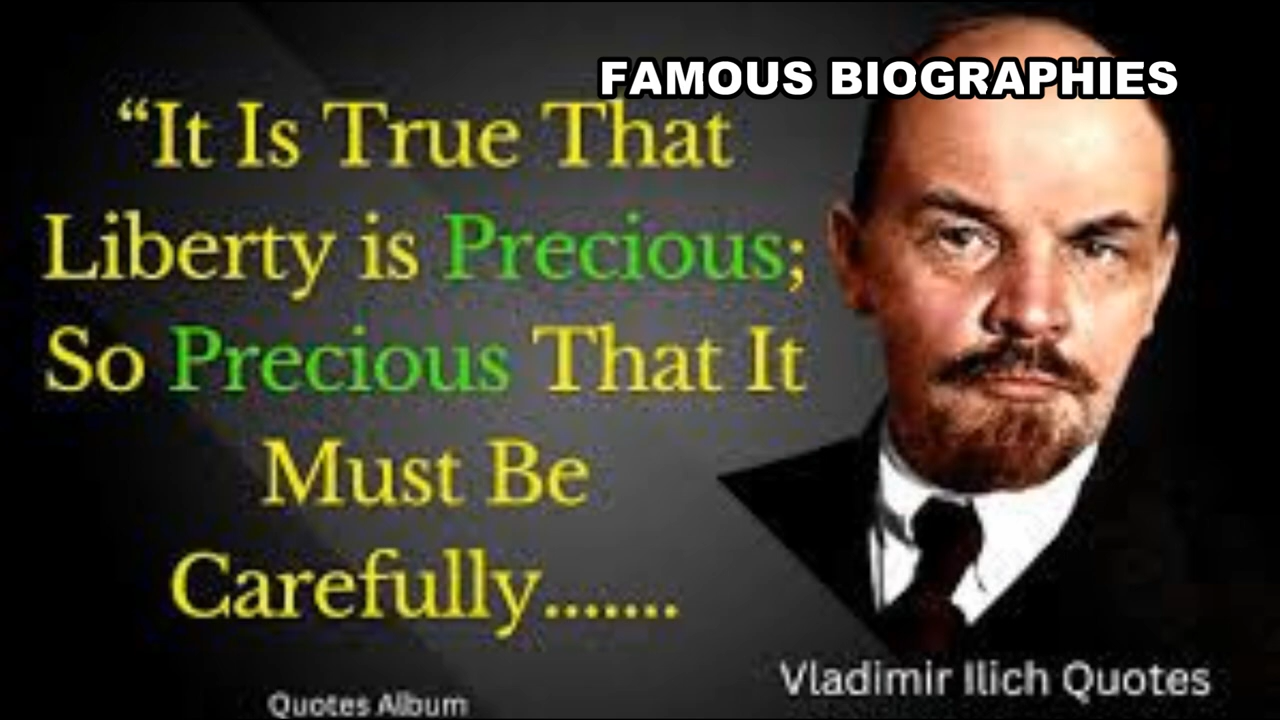 FAMOUS BIOGRAPHIES
“It Is True That
Liberty is Precious;
So Precious That It
Must Be
Carefully.......
Vladimir Ilich Quotes
Quotes Album